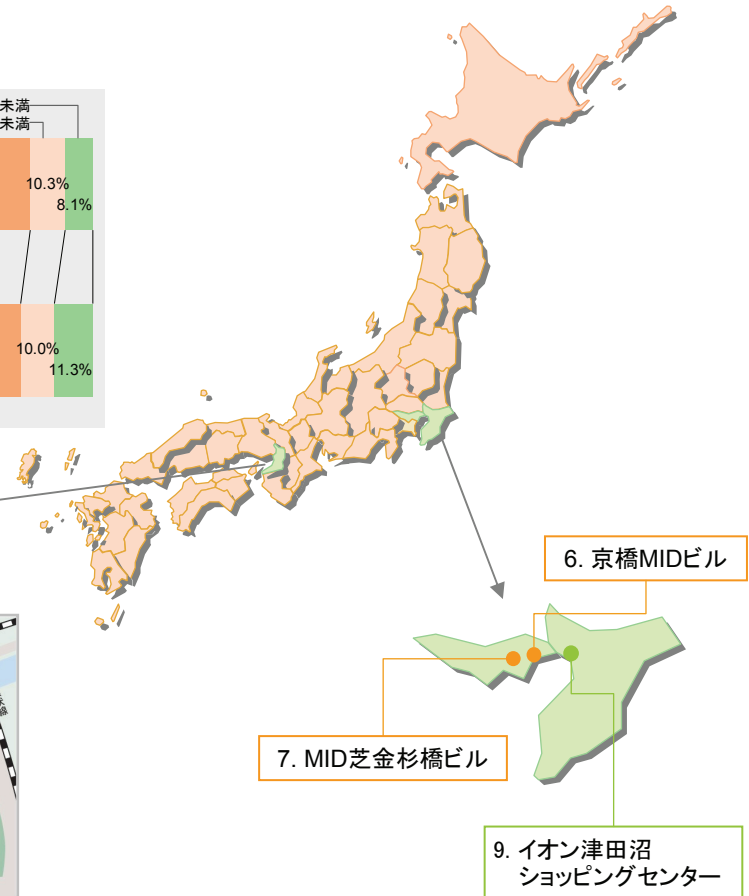 未満
未満
10.3%
8.1%
10.0%
11.3%
6. 京橋MIDビル
7. MID芝金杉橋ビル
9. イオン津田沼
ショッピングセンター